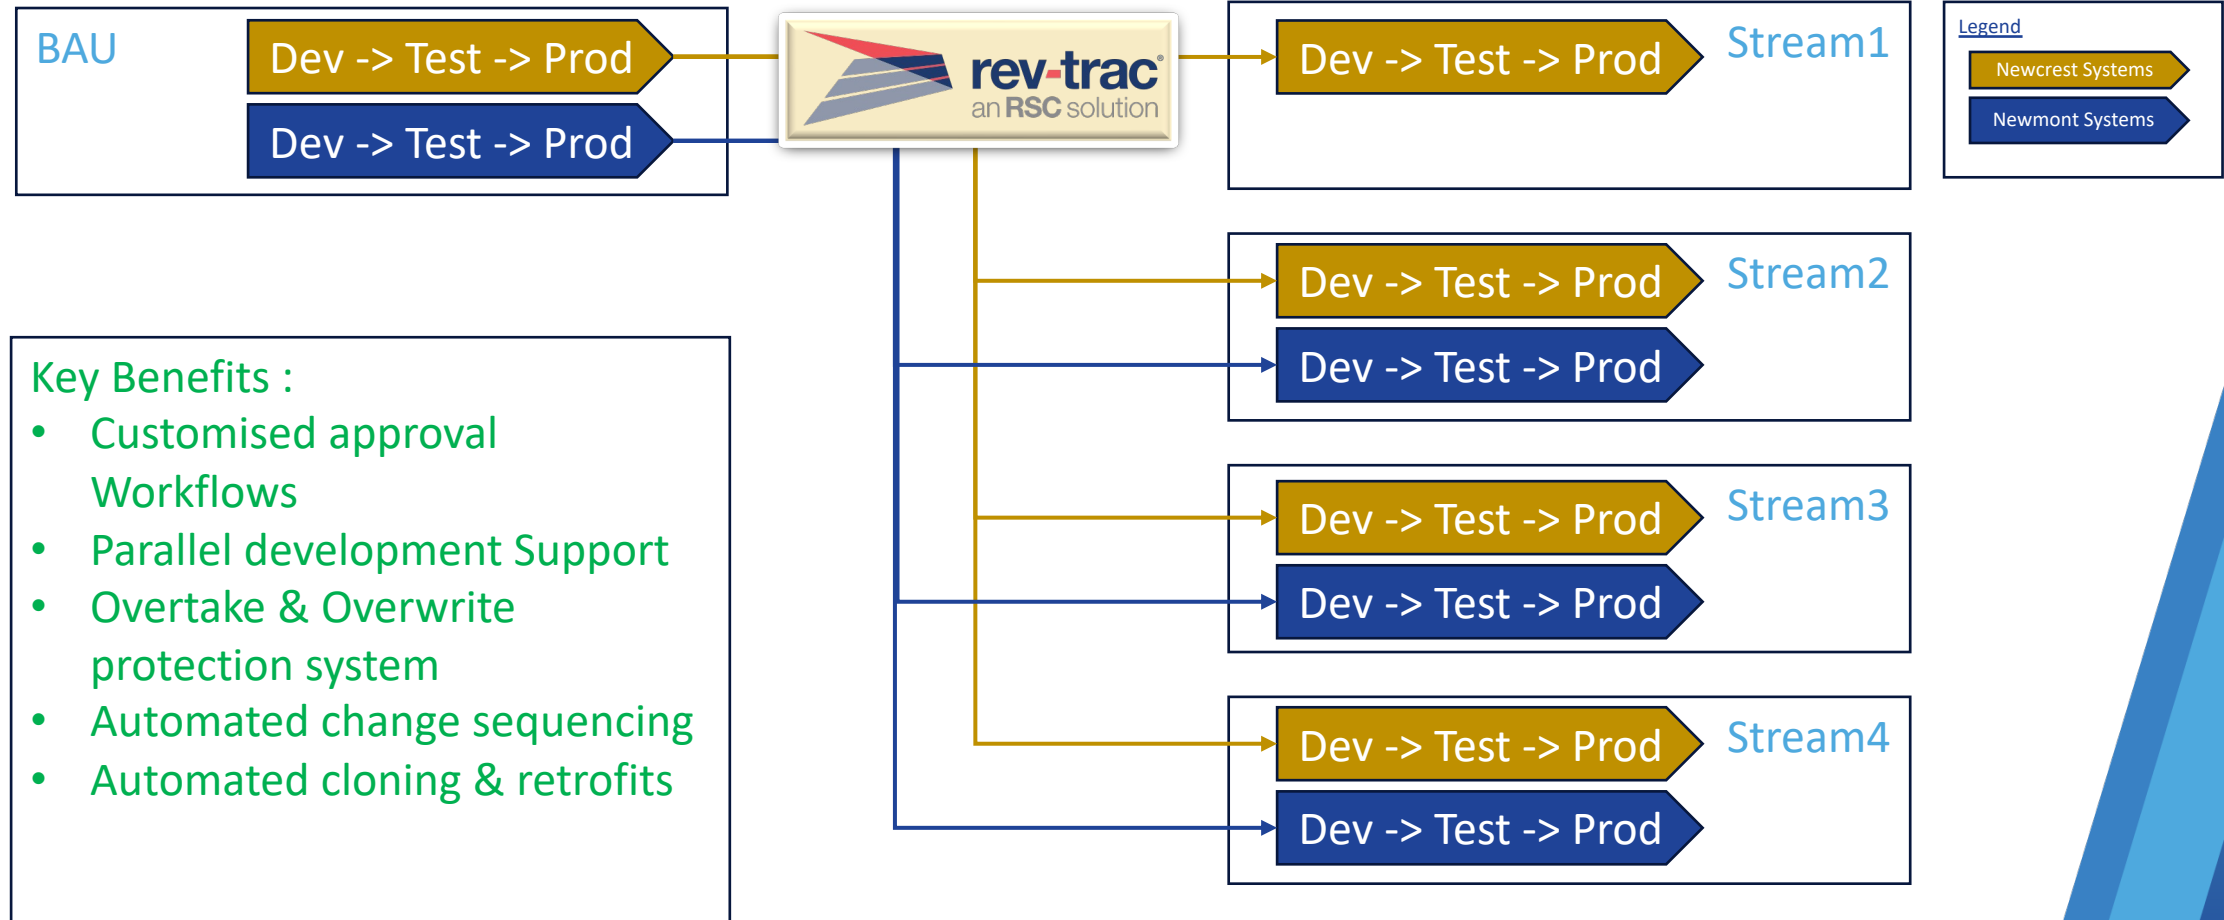 BAU
Dev -> Test -> Prod
Dev -> Test -> Prod
rev-trac®
an RSC solution
Dev -> Test -> Prod
Stream1
Legend
Newcrest Systems
Newmont Systems
Dev -> Test -> Prod
Stream2
Dev -> Test -> Prod
Key Benefits :
• Customised approval
Workflows
• Parallel development Support
• Overtake & Overwrite
protection system
• Automated change sequencing
• Automated cloning & retrofits
Dev -> Test -> Prod
Stream3
Dev -> Test -> Prod
Dev -> Test -> Prod
Stream4
Dev -> Test -> Prod